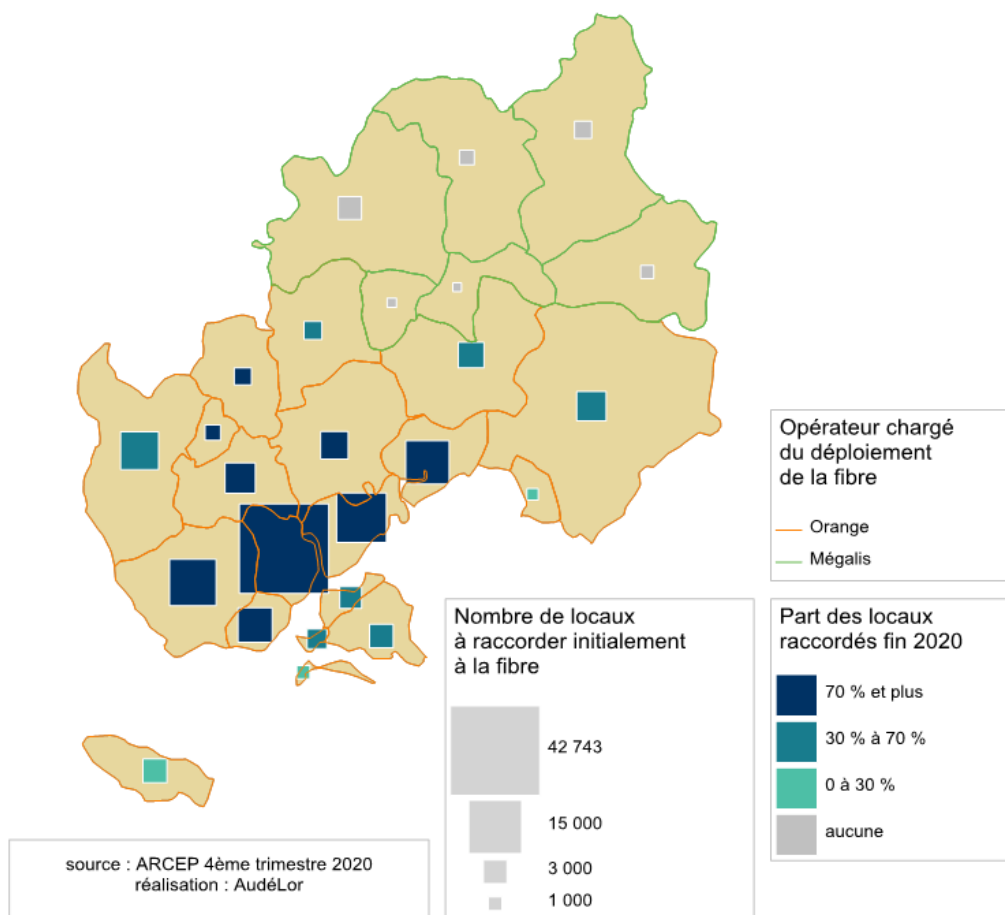 Opérateur chargé
du déploiement
de la fibre
Orange
Mégalis
Nombre de locaux
à raccorder initialement
à la fibre
42 743
15 000
3 000
1 000
Part des locaux
raccordés fin 2020
70 % et plus
30 % à 70 %
0 à 30 %
aucune
source : ARCEP 4ème trimestre 2020
réalisation : AudéLor